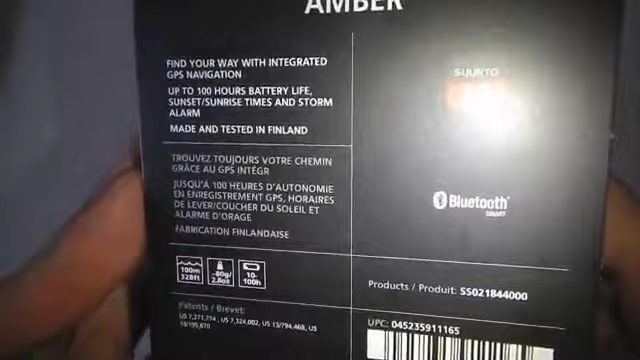 AMBER
FIND YOUR WAY WITH INTEGRATED
GPS NAVIGATION
UP TO 100 HOURS BATTERY LIFE,
SUNSET/SUNRISE TIMES AND STORM
ALARM
MADE AND TESTED IN FINLAND
TROUVEZ TOUJOURS VOTRE CHEMIN
GRÂCE AU GPS INTÉGR
JUSQU'À 100 HEURES D'AUTONOMIE
EN ENREGISTREMENT GPS, HORAIRES
DE LEVER/COUCHER DU SOLEIL ET
ALARME D'ORAGE
FABRICATION FINLANDAISE
100m
328ft
~80g/
2.8oz
10-
100h
Patents / Brevet:
US 7,271,774 , US 7,324,002, US 13/794.468, US
14/195,670
SUUNTO
Bluetooth
SMART
Products / Produit: SS021844000
UPC: 045235911165